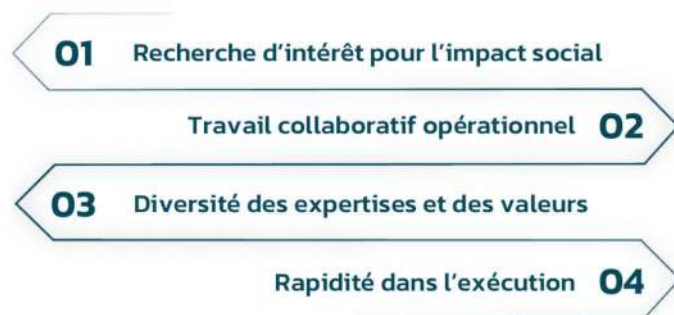 01 Recherche d'intérêt pour l'impact social
Travail collaboratif opérationnel 02
03 Diversité des expertises et des valeurs
Rapidité dans l'exécution 04